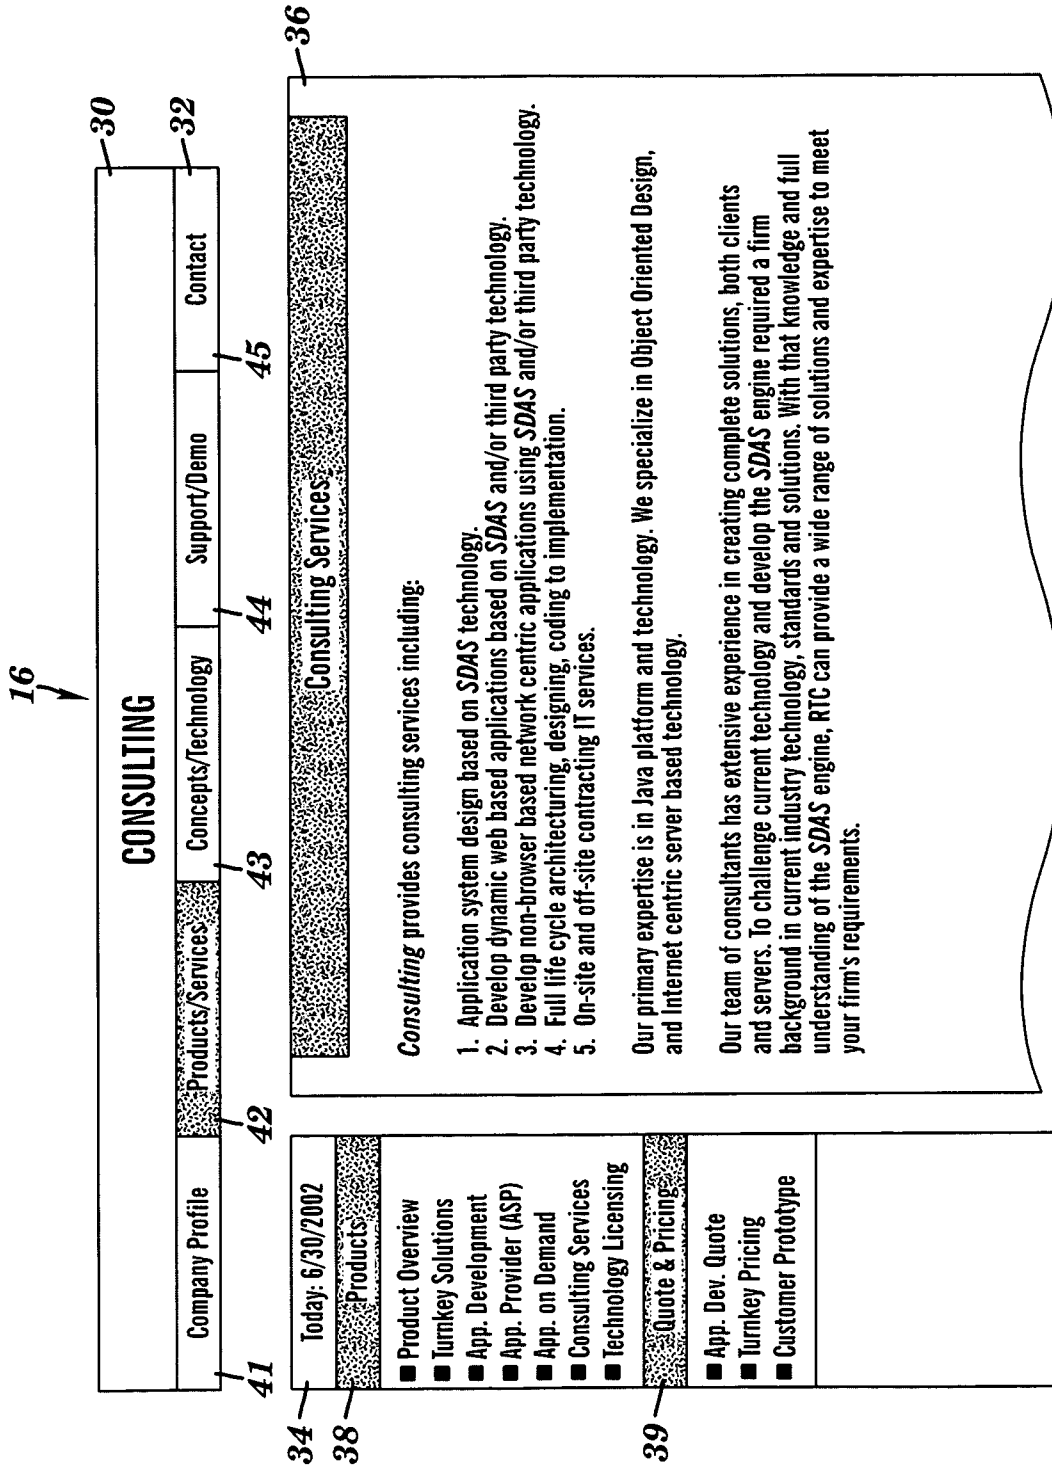 16
30
CONSULTING
32
Company Profile
Products/Services
Concepts/Technology
Support/Demo
Contact
41
42
43
44
45
34
Today: 6/30/2002
38
Products
■ Product Overview
■ Turnkey Solutions
■ App. Development
■ App. Provider (ASP)
■ App. on Demand
■ Consulting Services
■ Technology Licensing
39
Quote & Pricing
■ App. Dev. Quote
■ Turnkey Pricing
■ Customer Prototype
36
Consulting Services
Consulting provides consulting services including:
1. Application system design based on SDAS technology.
2. Develop dynamic web based applications based on SDAS and/or third party technology.
3. Develop non-browser based network centric applications using SDAS and/or third party technology.
4. Full life cycle architecturing, designing, coding to implementation.
5. On-site and off-site contracting IT services.
Our primary expertise is in Java platform and technology. We specialize in Object Oriented Design,
and Internet centric server based technology.
Our team of consultants has extensive experience in creating complete solutions, both clients
and servers. To challenge current technology and develop the SDAS engine required a firm
background in current industry technology, standards and solutions. With that knowledge and full
understanding of the SDAS engine, RTC can provide a wide range of solutions and expertise to meet
your firm's requirements.